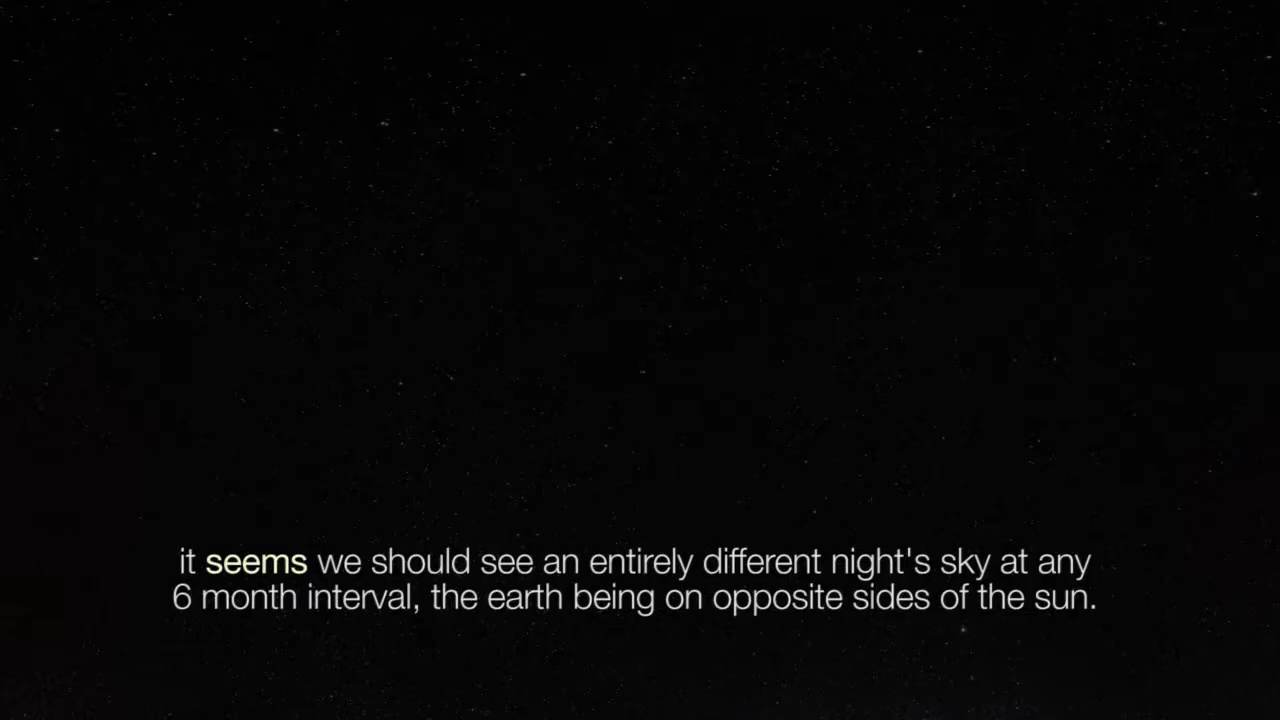 it seems we should see an entirely different night's sky at any
6 month interval, the earth being on opposite sides of the sun.